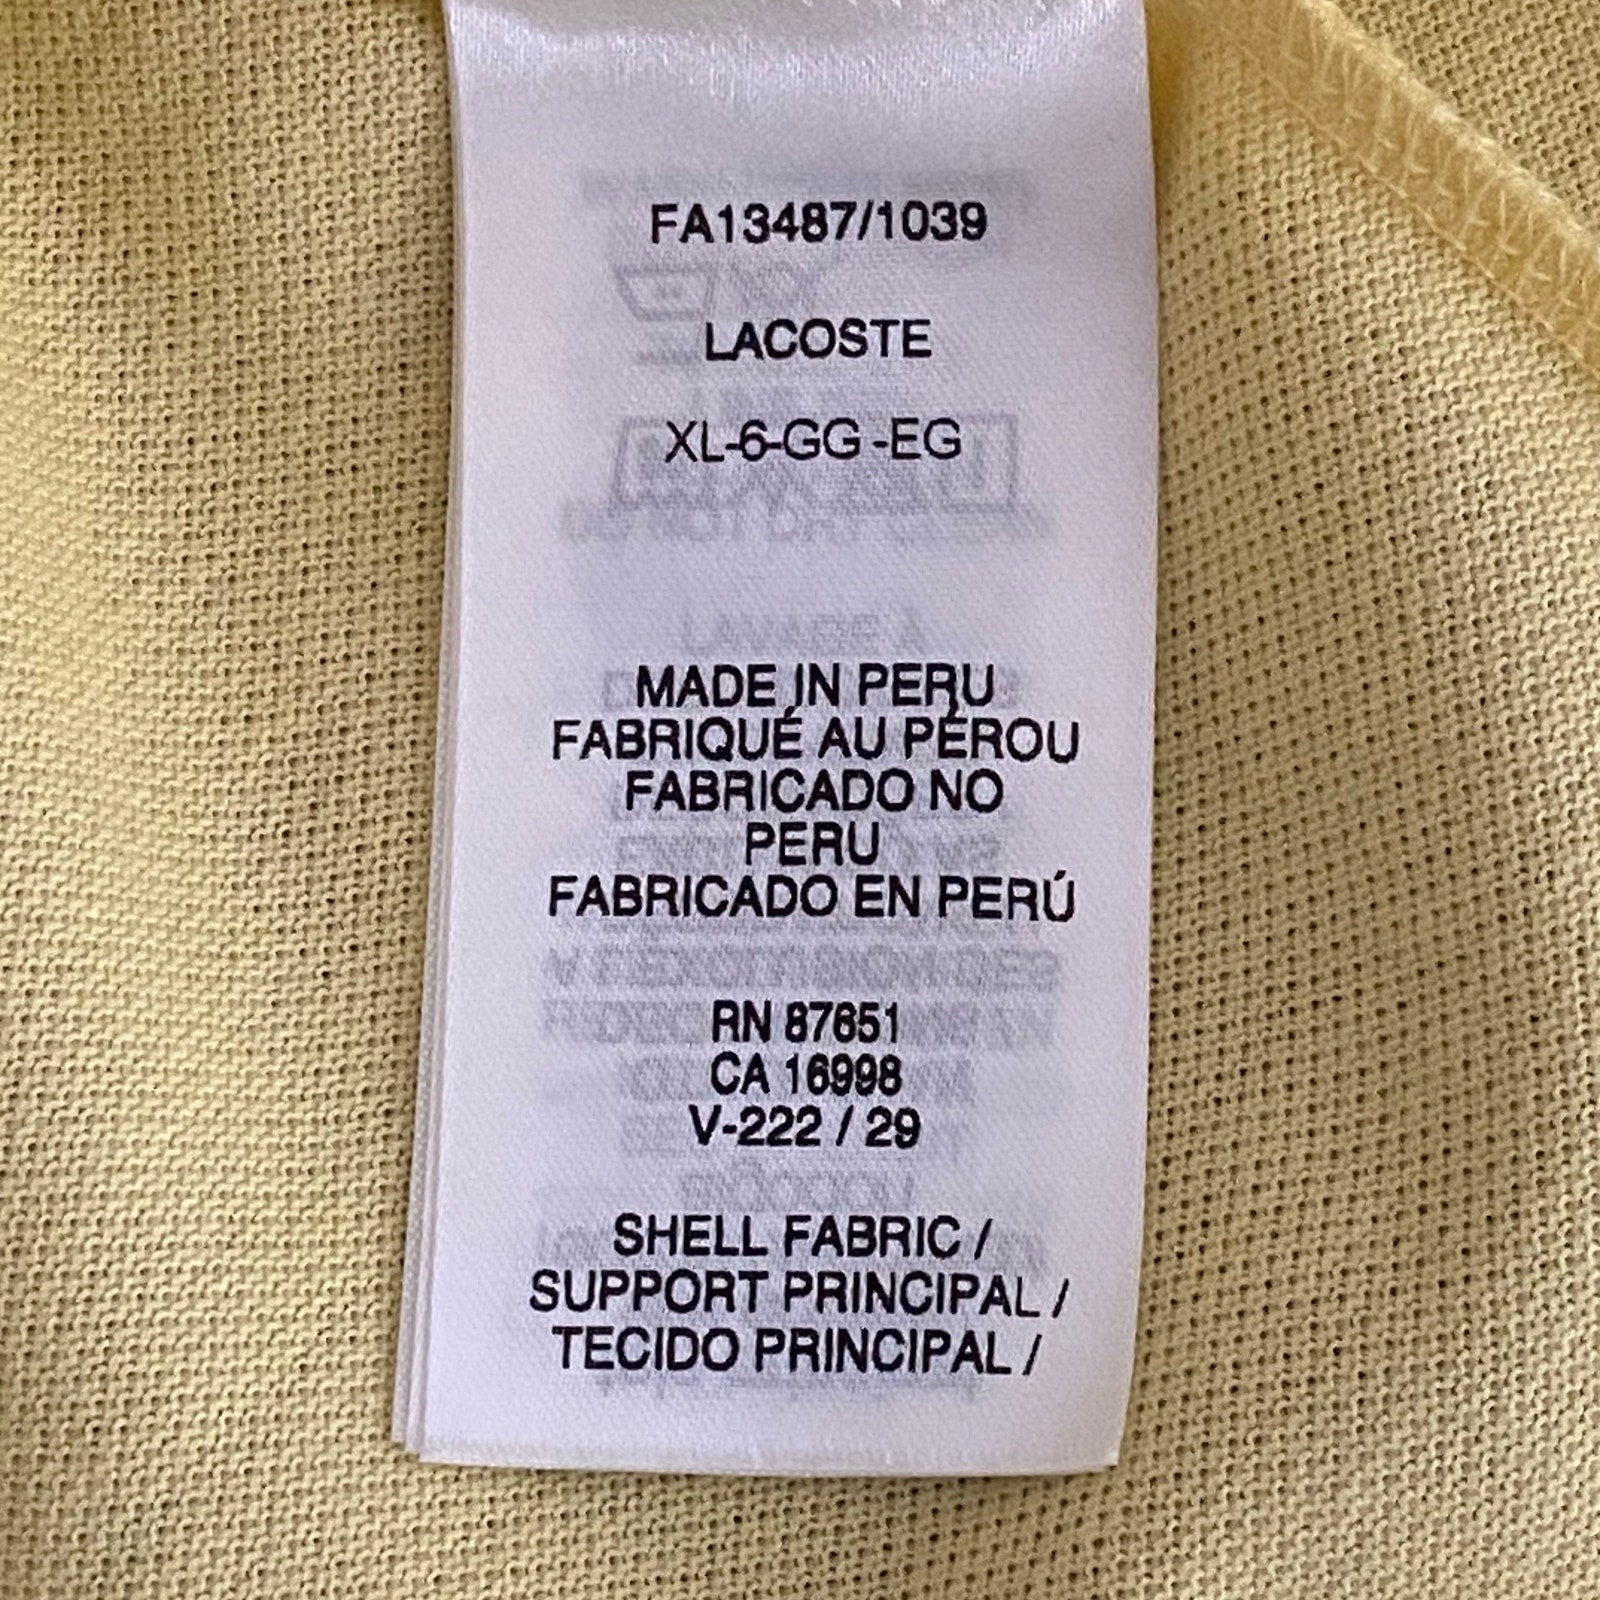 FA13487/1039
LACOSTE
XL-6-GG -EG
MADE IN PERU
FABRIQUÉ AU PÉROU
FABRICADO NO
PERU
FABRICADO EN PERÚ
RN 87651
CA 16998
V-222 / 29
SHELL FABRIC /
SUPPORT PRINCIPAL /
TECIDO PRINCIPAL /